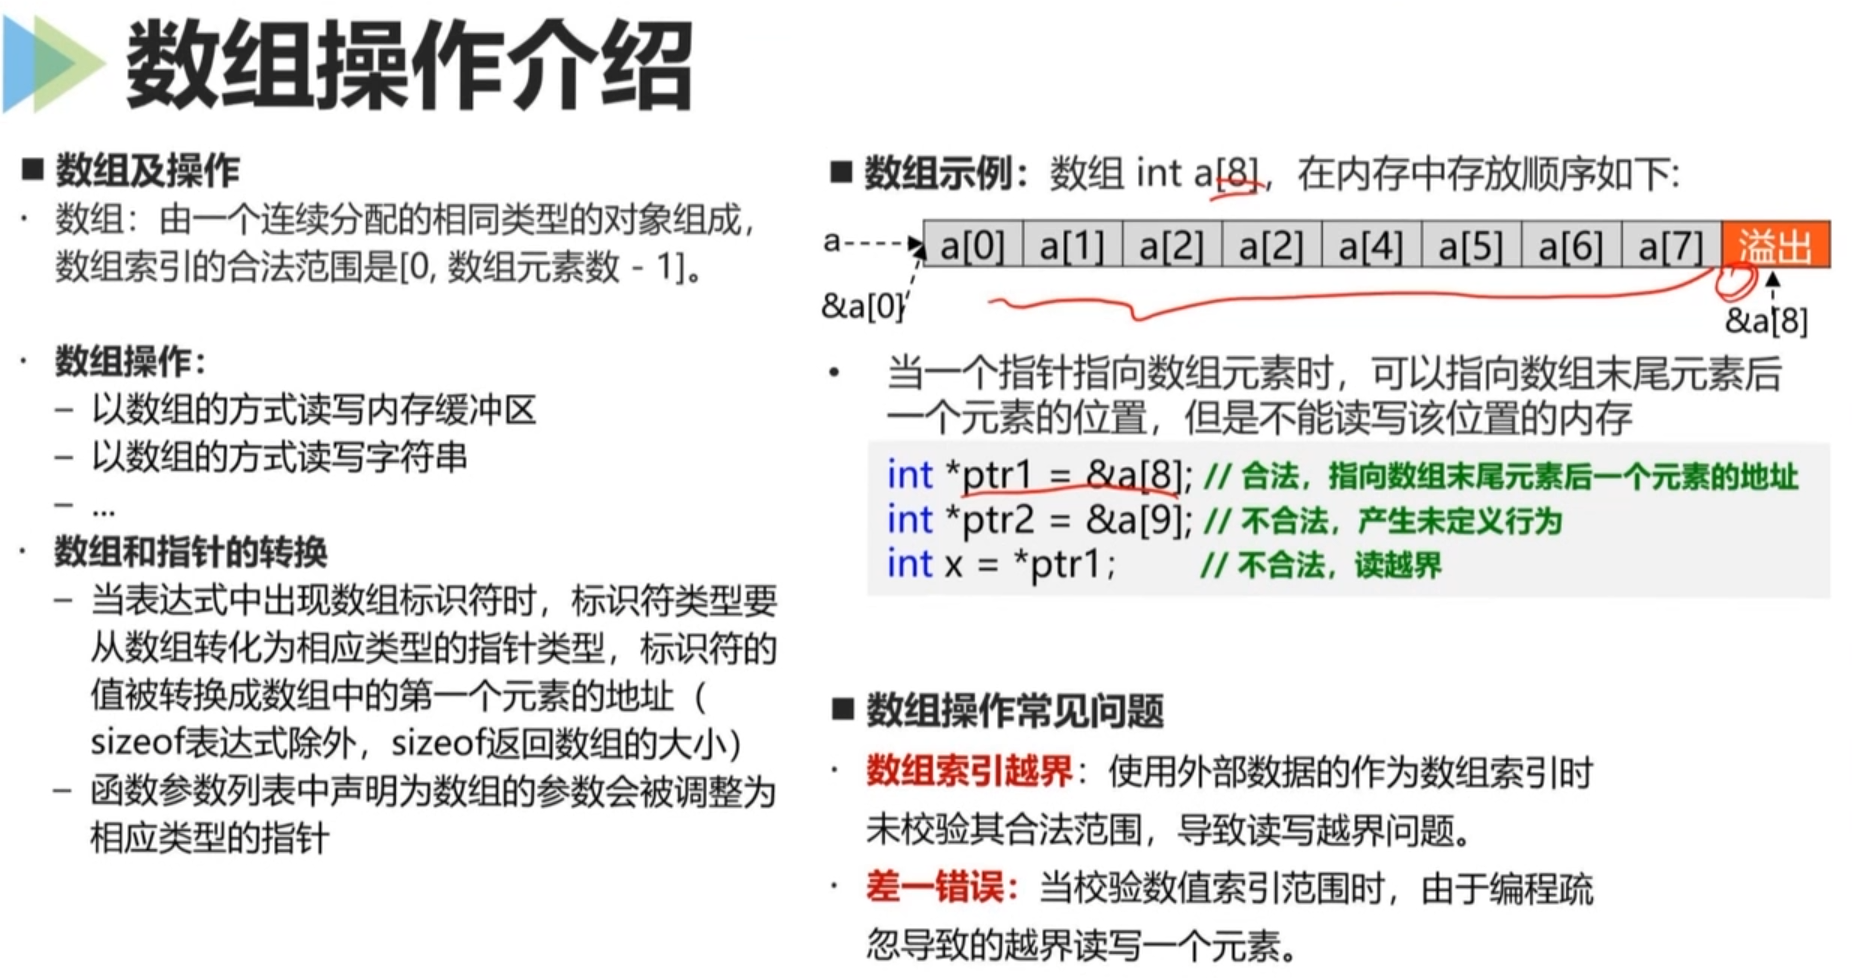 数组操作介绍
■ 数组及操作
· 数组：由一个连续分配的相同类型的对象组成，
数组索引的合法范围是[0, 数组元素数 - 1]。
· 数组操作：
– 以数组的方式读写内存缓冲区
– 以数组的方式读写字符串
– ...
· 数组和指针的转换
– 当表达式中出现数组标识符时，标识符类型要
从数组转化为相应类型的指针类型，标识符的
值被转换成数组中的第一个元素的地址（
sizeof表达式除外，sizeof返回数组的大小）
– 函数参数列表中声明为数组的参数会被调整为
相应类型的指针
■ 数组示例：数组 int a[8]，在内存中存放顺序如下:
a a[0] a[1] a[2] a[2] a[4] a[5] a[6] a[7] 溢出
&a[0] &a[8]
• 当一个指针指向数组元素时，可以指向数组末尾元素后
一个元素的位置，但是不能读写该位置的内存
int *ptr1 = &a[8]; // 合法，指向数组末尾元素后一个元素的地址
int *ptr2 = &a[9]; // 不合法，产生未定义行为
int x = *ptr1; // 不合法，读越界
■ 数组操作常见问题
· 数组索引越界：使用外部数据的作为数组索引时
未校验其合法范围，导致读写越界问题。
· 差一错误：当校验数值索引范围时，由于编程疏
忽导致的越界读写一个元素。